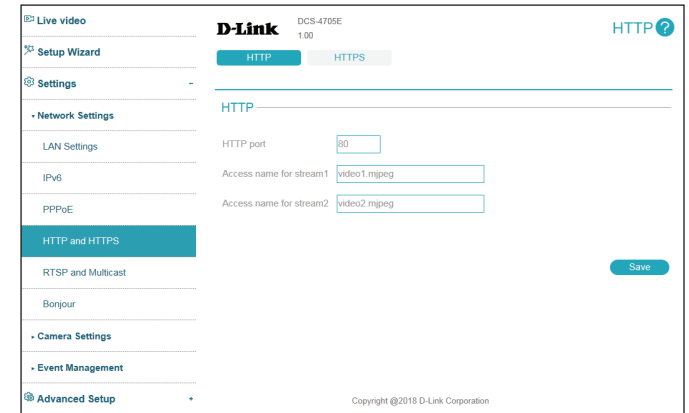 Live video
Setup Wizard
Settings -
Network Settings
LAN Settings
IPv6
PPPoE
HTTP and HTTPS
RTSP and Multicast
Bonjour
Camera Settings
Event Management
Advanced Setup +
D-Link DCS-4705E
1.00
HTTP ?
HTTP HTTPS
HTTP
HTTP port 80
Access name for stream1 video1.mjpeg
Access name for stream2 video2.mjpeg
Save
Copyright @2018 D-Link Corporation